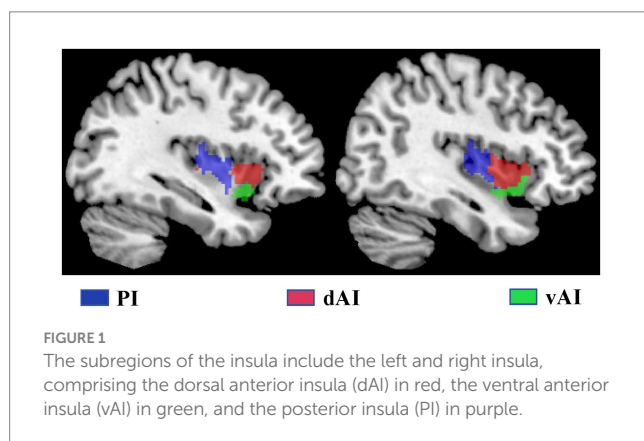 PI dAI vAI
FIGURE 1
The subregions of the insula include the left and right insula,
comprising the dorsal anterior insula (dAI) in red, the ventral anterior
insula (vAI) in green, and the posterior insula (PI) in purple.